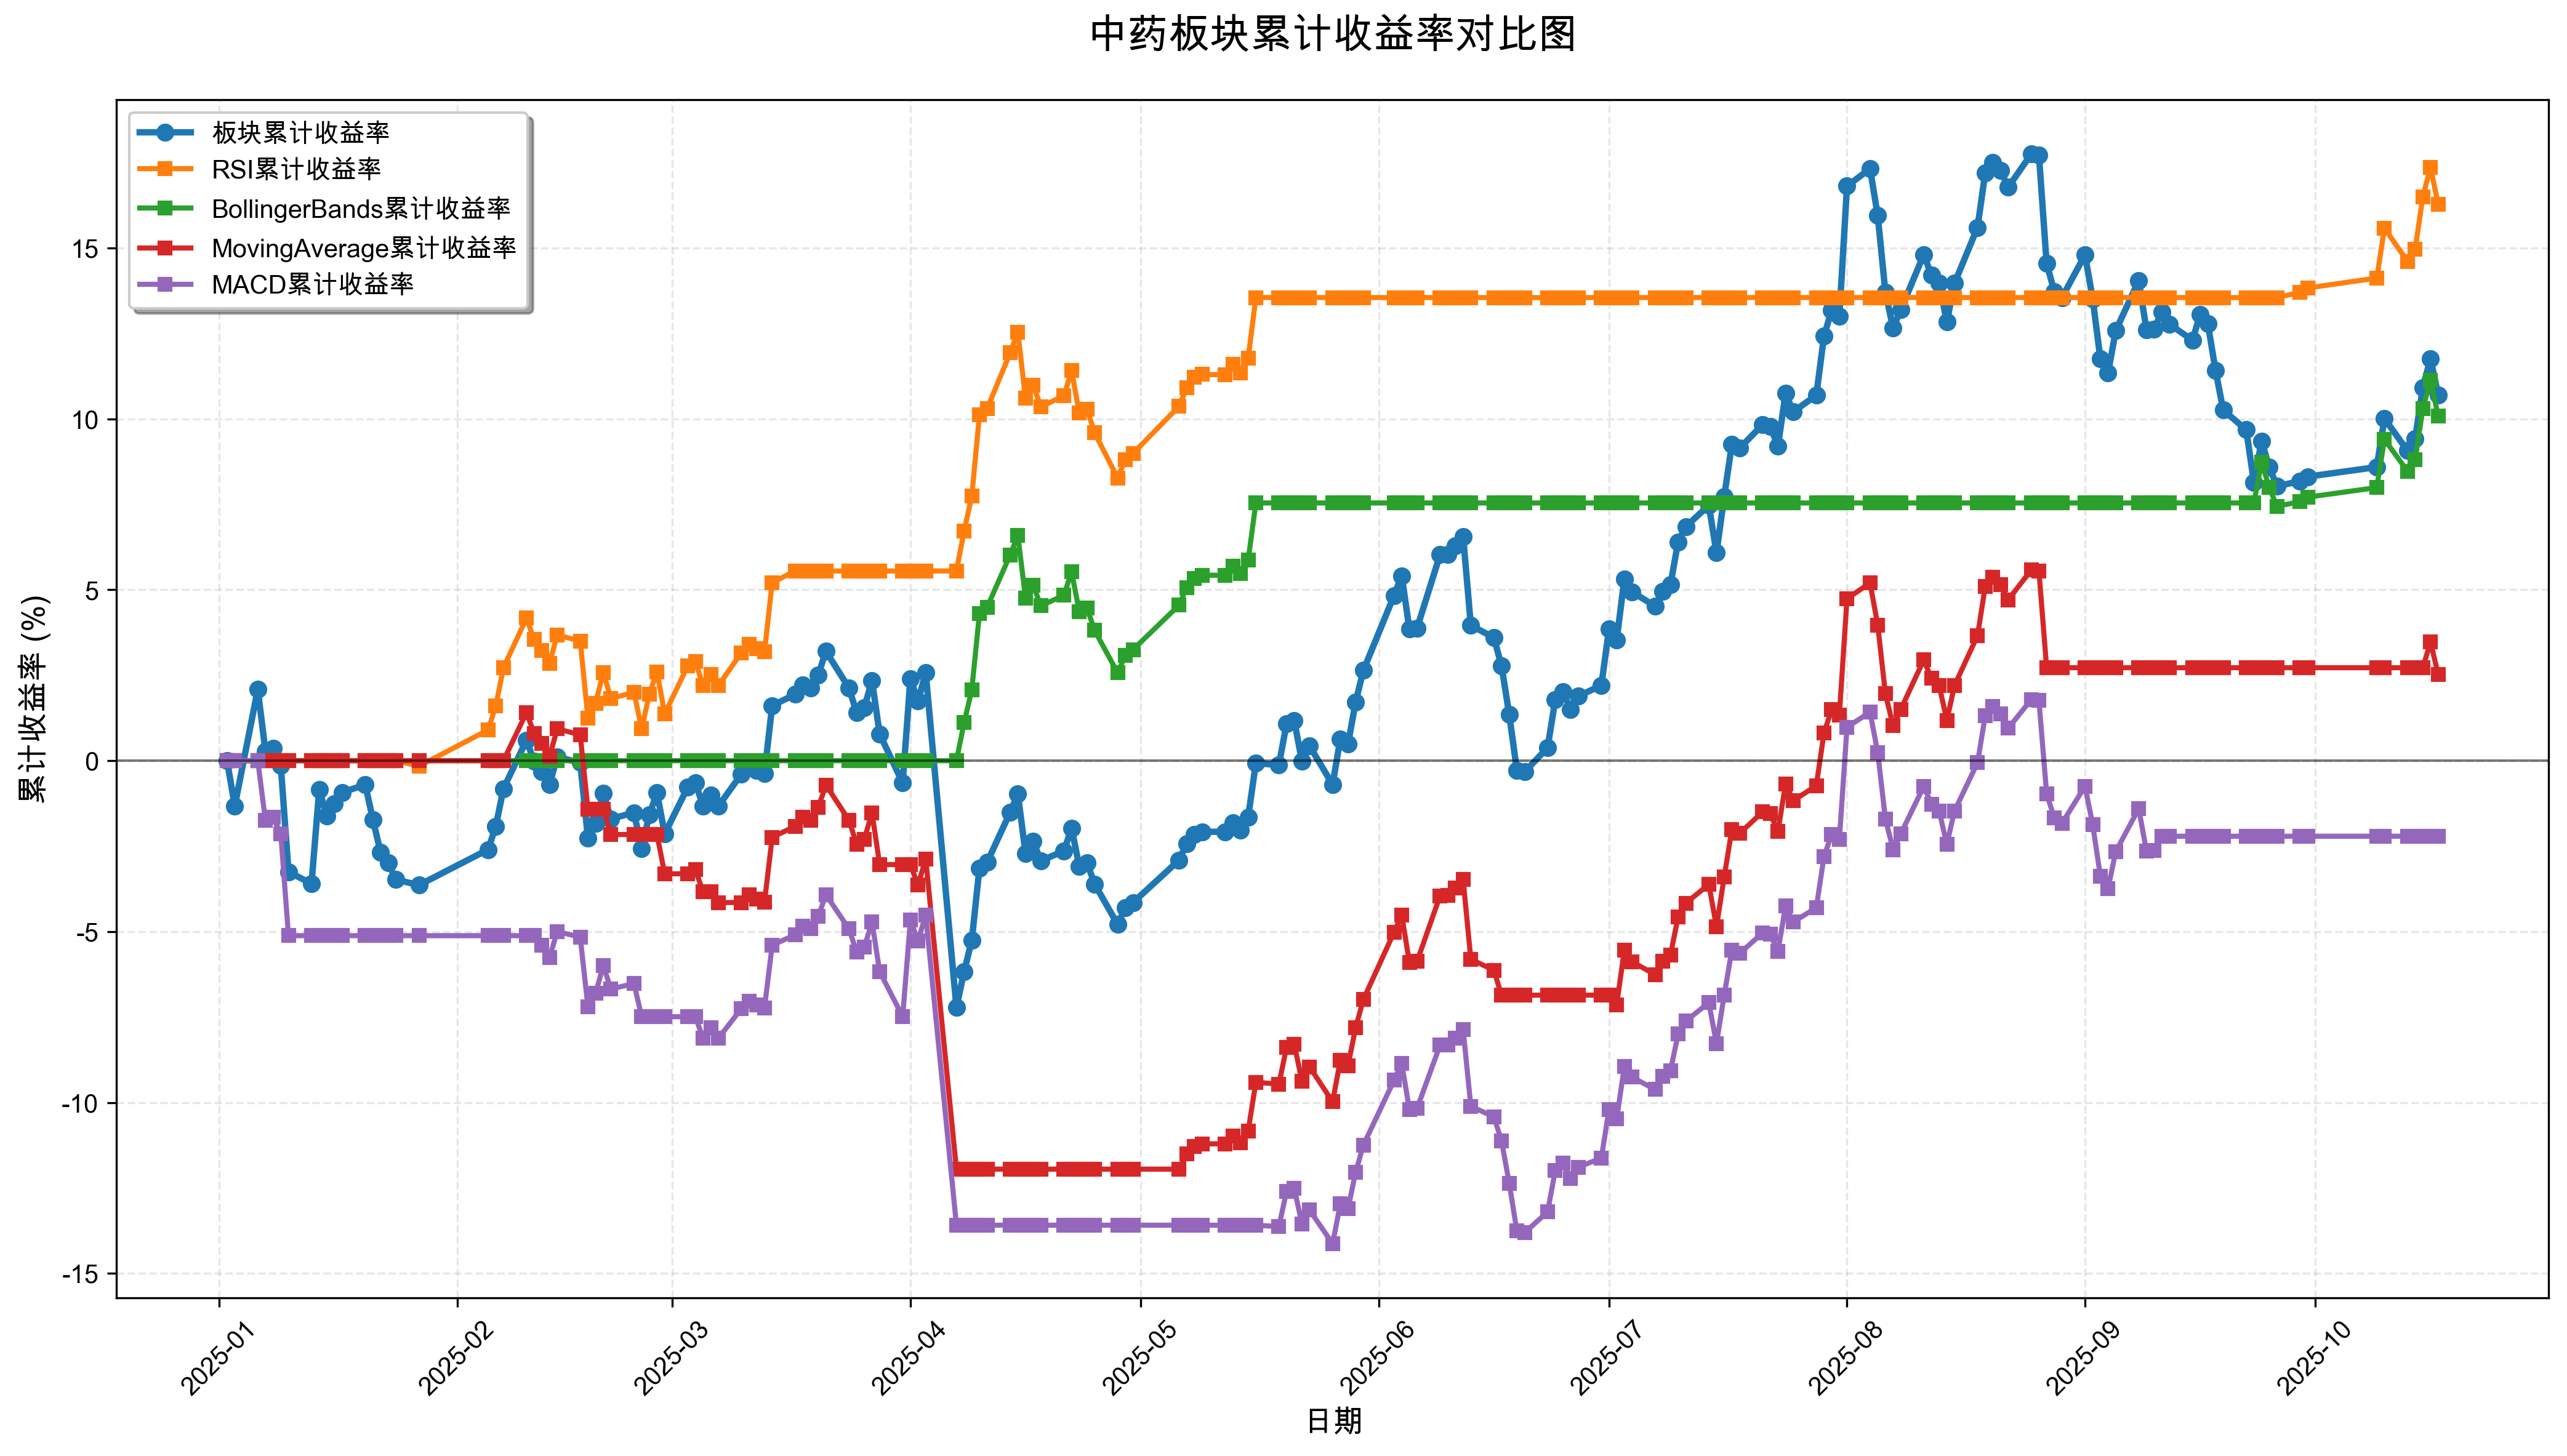 中药板块累计收益率对比图
板块累计收益率
RSI累计收益率
BollingerBands累计收益率
MovingAverage累计收益率
MACD累计收益率
累计收益率 (%)
15
10
5
0
-5
-10
-15
2025-01
2025-02
2025-03
2025-04
2025-05
2025-06
2025-07
2025-08
2025-09
2025-10
日期